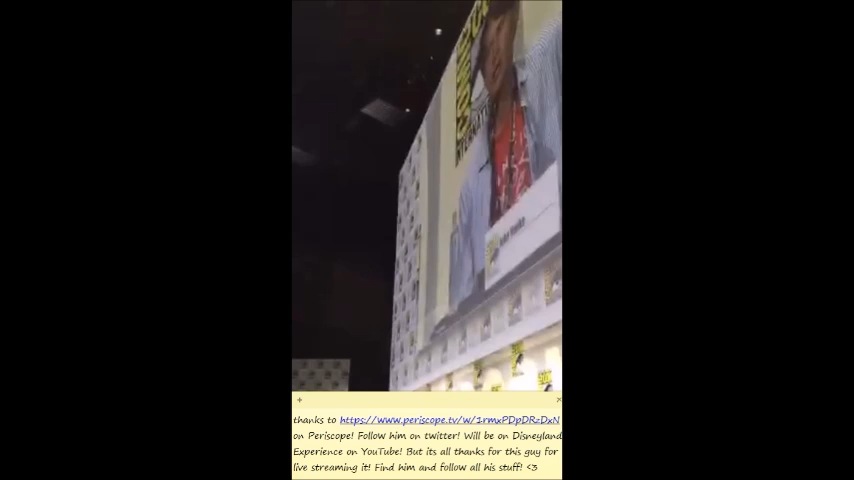 thanks to https://www.periscope.tv/w/1rmxPDpDRzDxN
on Periscope! Follow him on twitter! Will be on Disneyland
Experience on YouTube! But its all thanks for this guy for
live streaming it! Find him and follow all his stuff! <3